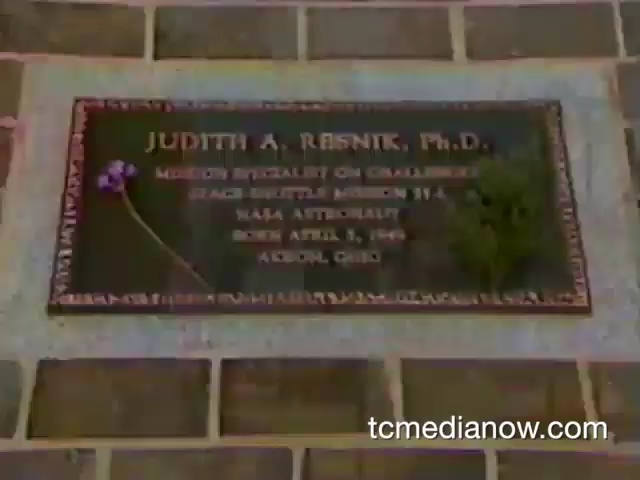 JUDITH A. RESNIK, Ph.D.
MISSION SPECIALIST ON CHALLENGER
SPACE SHUTTLE MISSION 51-L
NASA ASTRONAUT
BORN APRIL 5, 1949
AKRON, OHIO
tcmedianow.com